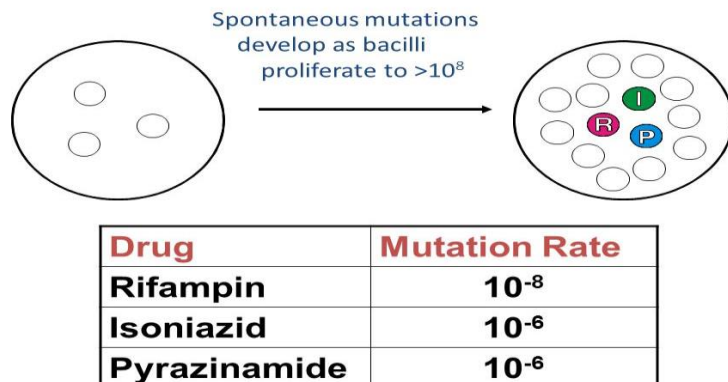 Spontaneous mutations
develop as bacilli
proliferate to >10⁸
I
R
P
Drug Mutation Rate
Rifampin 10⁻⁸
Isoniazid 10⁻⁶
Pyrazinamide 10⁻⁶